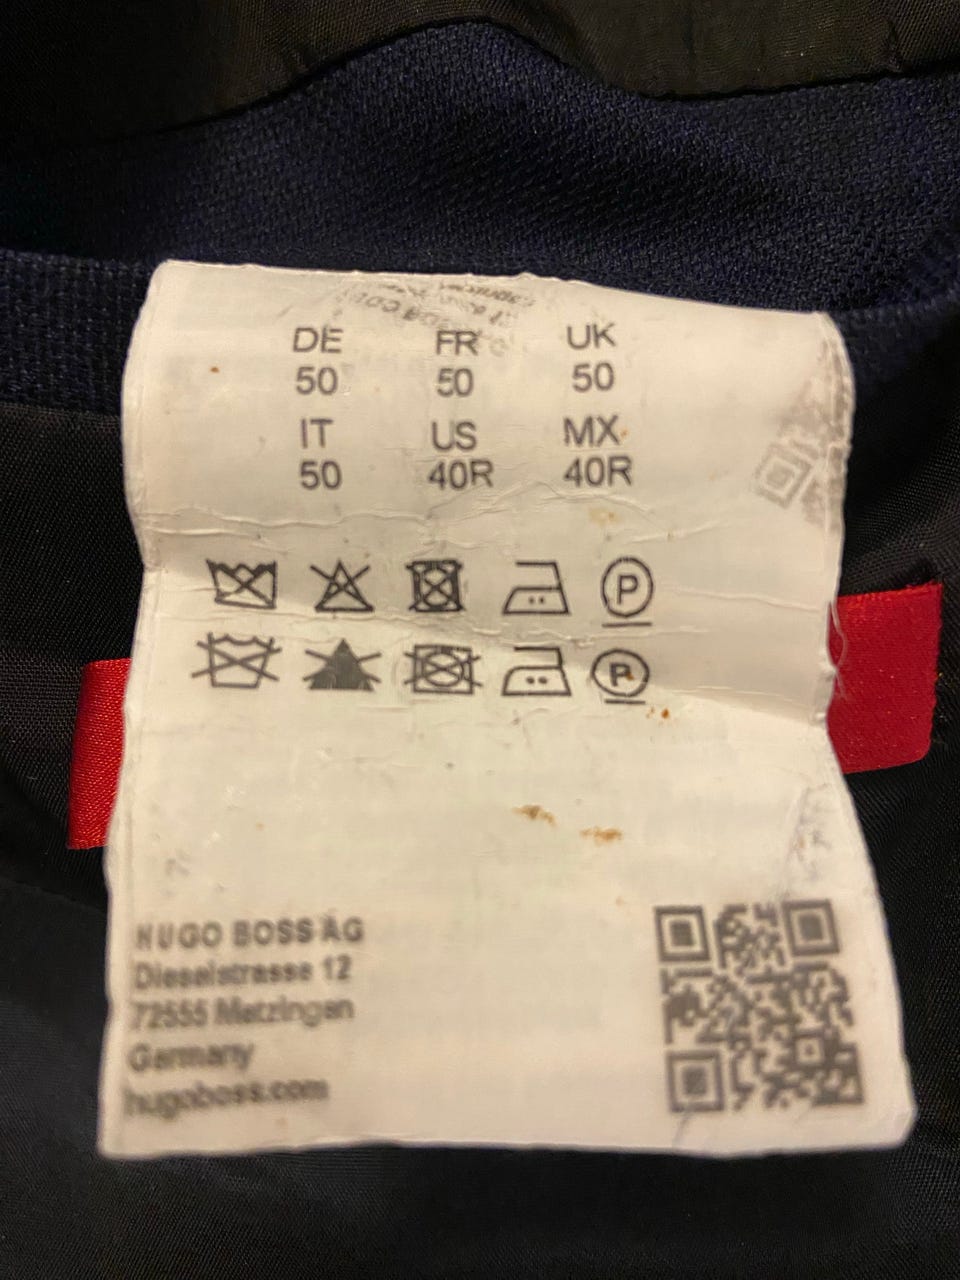 DE FR UK
50 50 50
IT US MX
50 40R 40R
P
P
HUGO BOSS AG
Dieselstrasse 12
72555 Metzingen
Germany
hugoboss.com